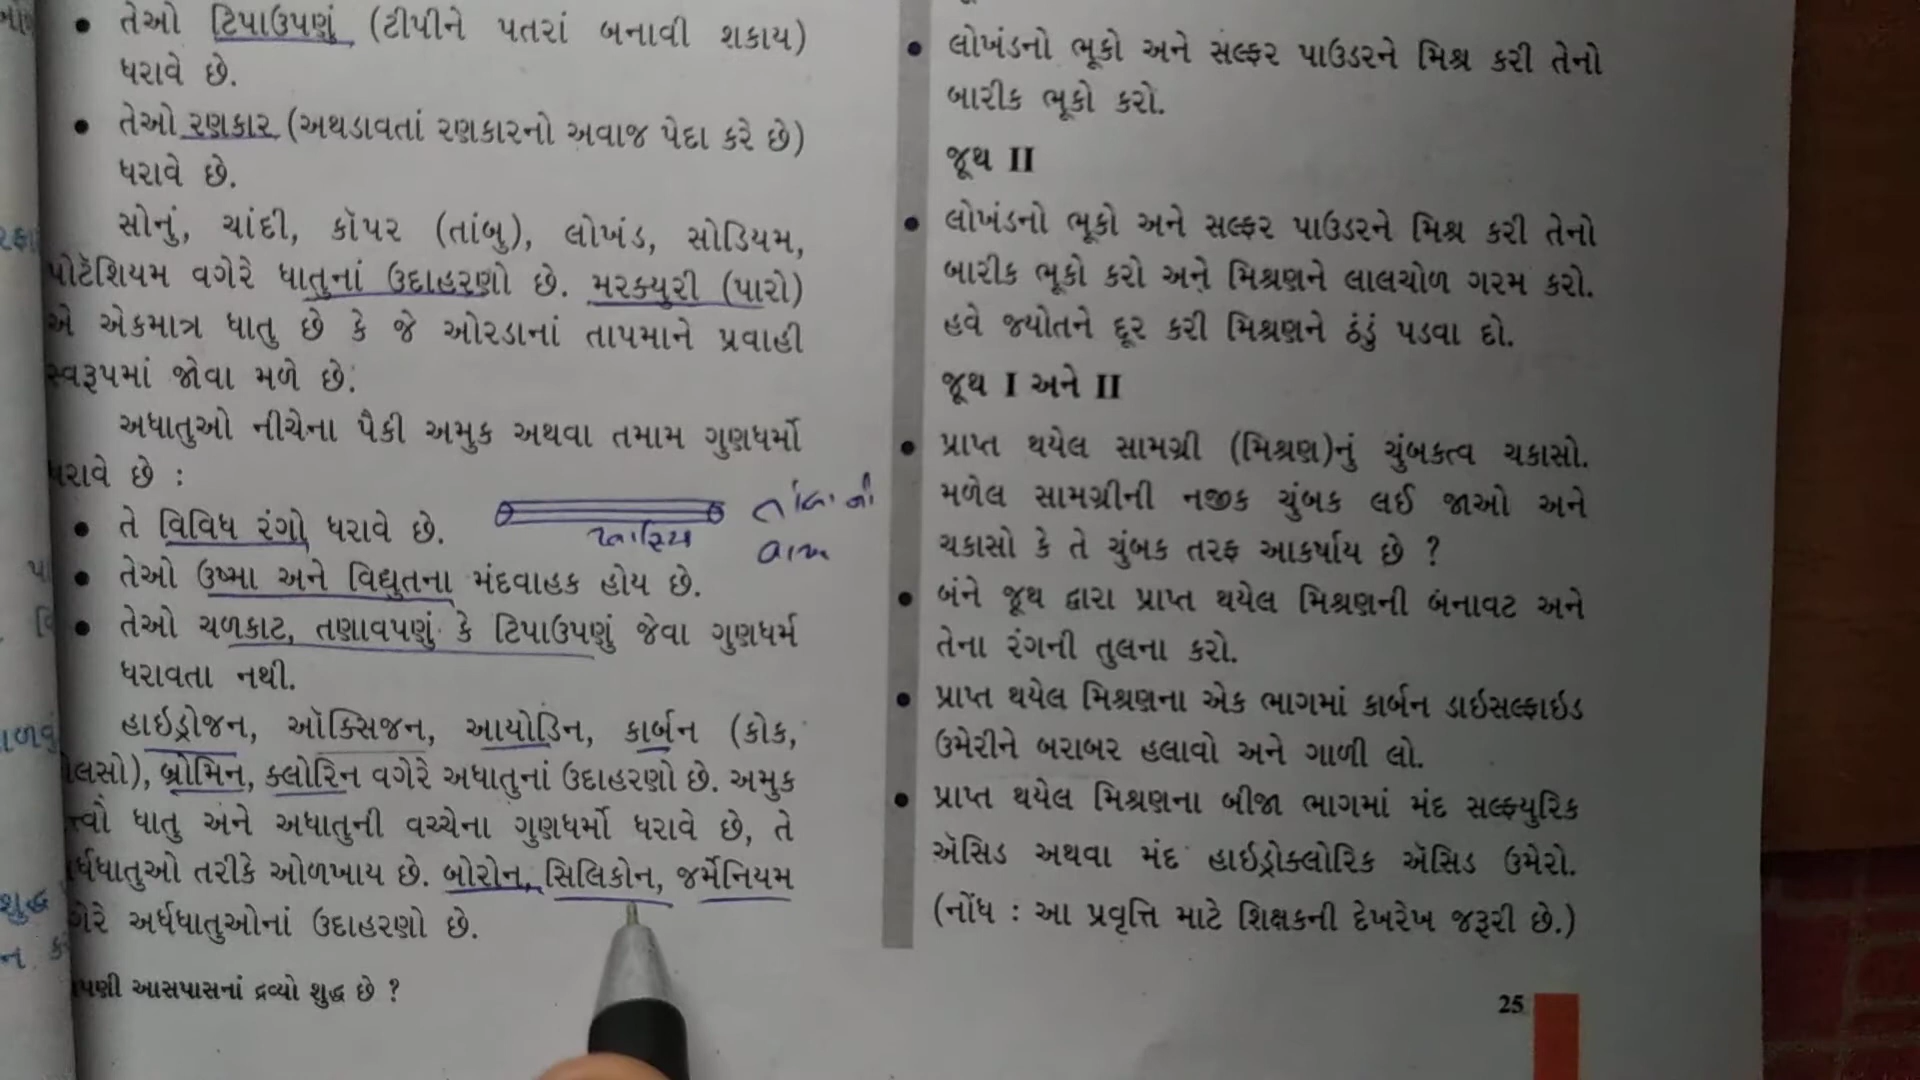 તેઓ ટિપાઉપણું (ટીપીને પતરાં બનાવી શકાય)
ધરાવે છે.
તેઓ રણકાર (અથડાવતાં રણકારનો અવાજ પેદા કરે છે)
ધરાવે છે.
સોનું, ચાંદી, કૉપર (તાંબુ), લોખંડ, સોડિયમ,
પોટૅશિયમ વગેરે ધાતુનાં ઉદાહરણો છે. મરક્યુરી (પારો)
એ એકમાત્ર ધાતુ છે કે જે ઓરડાનાં તાપમાને પ્રવાહી
સ્વરૂપમાં જોવા મળે છે.
અધાતુઓ નીચેના પૈકી અમુક અથવા તમામ ગુણધર્મો
ધરાવે છે :
તે વિવિધ રંગો ધરાવે છે.
તેઓ ઉષ્મા અને વિદ્યુતના મંદવાહક હોય છે.
તેઓ ચળકાટ, તણાવપણું કે ટિપાઉપણું જેવા ગુણધર્મ
ધરાવતા નથી.
હાઇડ્રોજન, ઑક્સિજન, આયોડિન, કાર્બન (કોક,
લસો), બ્રોમિન, ક્લોરિન વગેરે અધાતુનાં ઉદાહરણો છે. અમુક
ત્ત્વો ધાતુ અને અધાતુની વચ્ચેના ગુણધર્મો ધરાવે છે, તે
ર્ધધાતુઓ તરીકે ઓળખાય છે. બોરોન, સિલિકોન, જર્મેનિયમ
ગેરે અર્ધધાતુઓનાં ઉદાહરણો છે.
પણી આસપાસનાં દ્રવ્યો શુદ્ધ છે ?
લોખંડનો ભૂકો અને સલ્ફર પાઉડરને મિશ્ર કરી તેનો
બારીક ભૂકો કરો.
જૂથ II
લોખંડનો ભૂકો અને સલ્ફર પાઉડરને મિશ્ર કરી તેનો
બારીક ભૂકો કરો અને મિશ્રણને લાલચોળ ગરમ કરો.
હવે જ્યોતને દૂર કરી મિશ્રણને ઠંડું પડવા દો.
જૂથ I અને II
પ્રાપ્ત થયેલ સામગ્રી (મિશ્રણ)નું ચુંબકત્વ ચકાસો.
મળેલ સામગ્રીની નજીક ચુંબક લઈ જાઓ અને
ચકાસો કે તે ચુંબક તરફ આકર્ષાય છે ?
બંને જૂથ દ્વારા પ્રાપ્ત થયેલ મિશ્રણની બનાવટ અને
તેના રંગની તુલના કરો.
પ્રાપ્ત થયેલ મિશ્રણના એક ભાગમાં કાર્બન ડાઇસલ્ફાઇડ
ઉમેરીને બરાબર હલાવો અને ગાળી લો.
પ્રાપ્ત થયેલ મિશ્રણના બીજા ભાગમાં મંદ સલ્ફ્યુરિક
ઍસિડ અથવા મંદ હાઇડ્રોક્લોરિક ઍસિડ ઉમેરો.
(નોંધ : આ પ્રવૃત્તિ માટે શિક્ષકની દેખરેખ જરૂરી છે.)
25